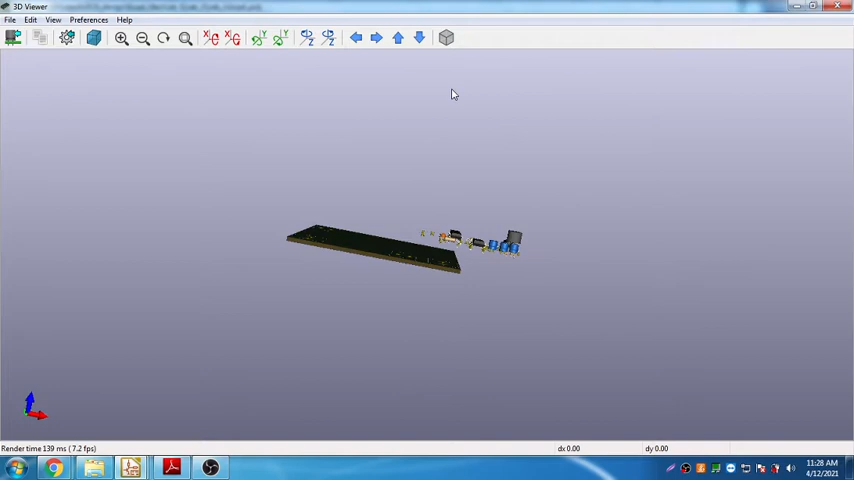 3D Viewer
File Edit View Preferences Help
Render time 139 ms (7.2 fps) dx 0.00 dy 0.00
11:28 AM
4/12/2021